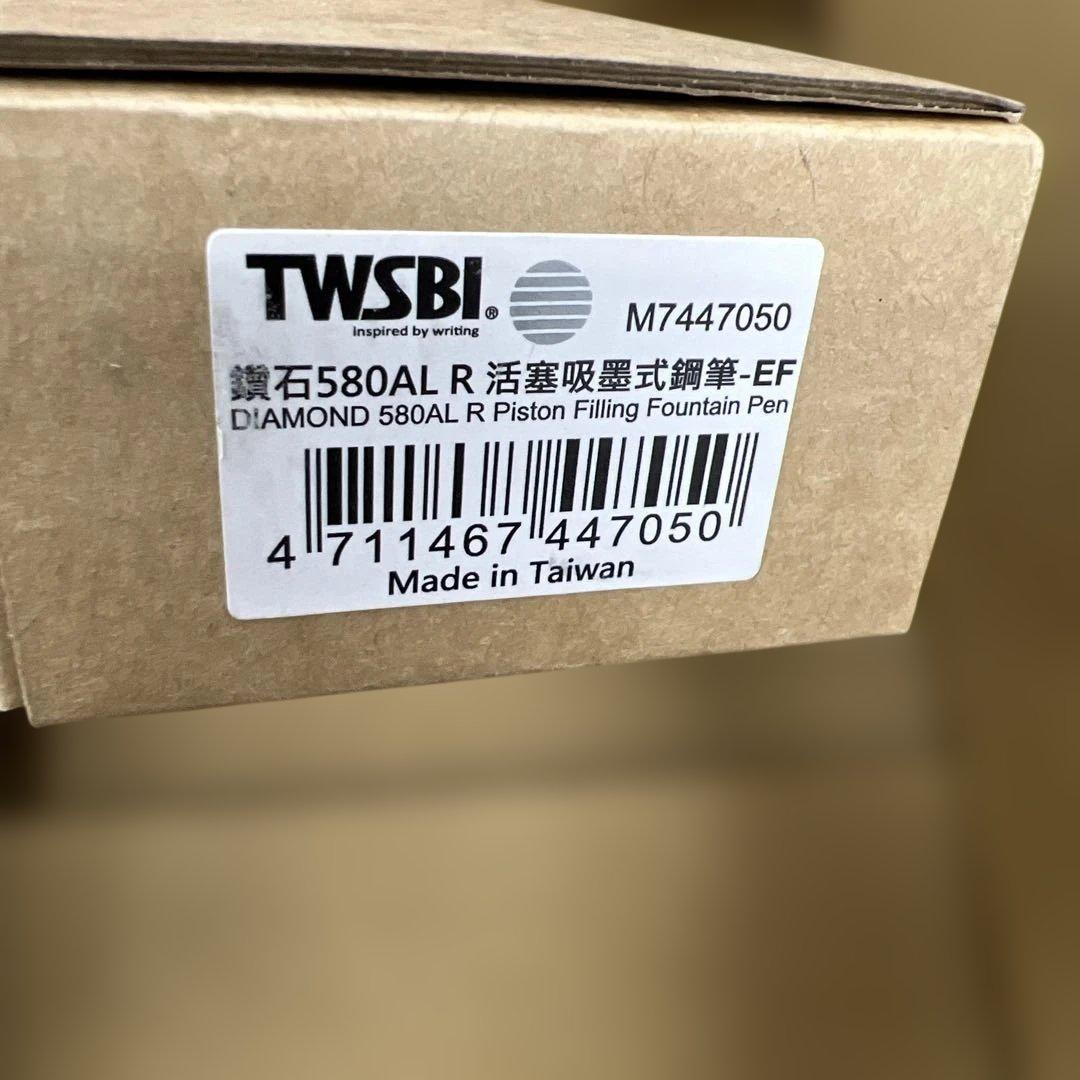 TWSBI®
Inspired by writing
M7447050
鑽石580AL R 活塞吸墨式鋼筆-EF
DIAMOND 580AL R Piston Filling Fountain Pen
4 711467 447050
Made in Taiwan